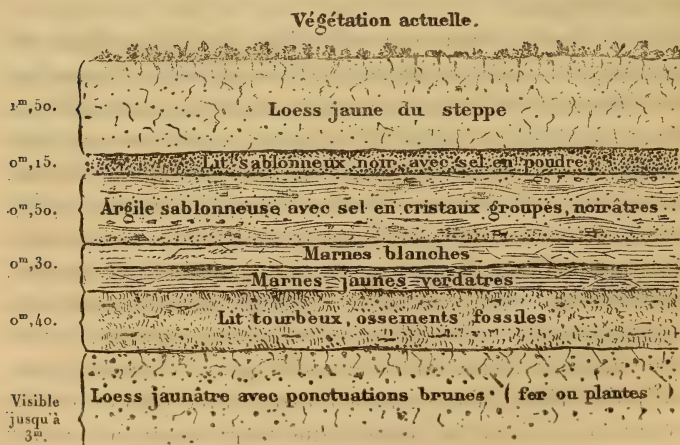 Végétation actuelle.
1m,50.
Loess jaune du steppe
0m,15.
Lit sablonneux noir avec sel en poudre
0m,50.
Argile sablonneuse avec sel en cristaux groupés, noirâtres
0m,30.
Marnes blanches
Marnes jaunes-verdâtres
0m,40.
Lit tourbeux, ossements fossiles
Loess jaunâtre avec ponctuations brunes (fer ou plantes)
Visible
jusqu'à
3m.